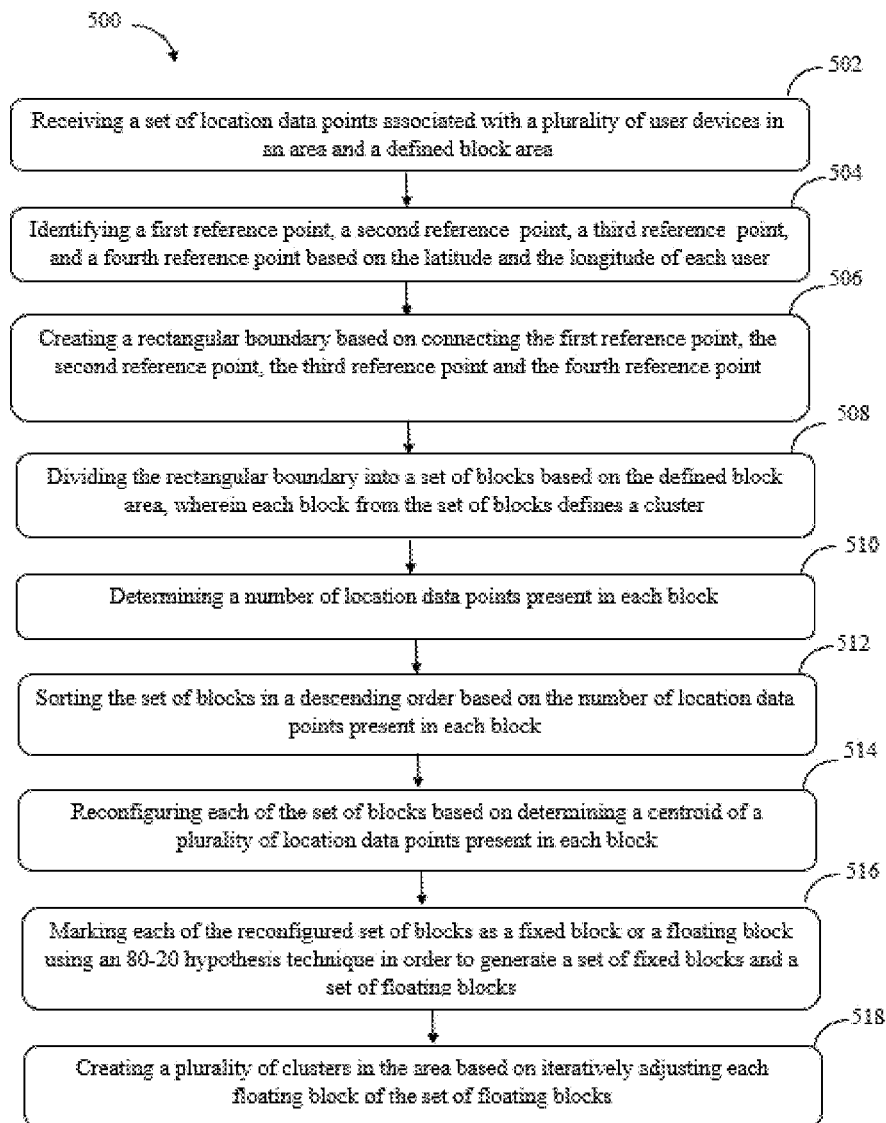 500
502
Receiving a set of location data points associated with a plurality of user devices in
an area and a defined block area
504
Identifying a first reference point, a second reference point, a third reference point,
and a fourth reference point based on the latitude and the longitude of each user
506
Creating a rectangular boundary based on connecting the first reference point, the
second reference point, the third reference point and the fourth reference point
508
Dividing the rectangular boundary into a set of blocks based on the defined block
area, wherein each block from the set of blocks defines a cluster
510
Determining a number of location data points present in each block
512
Sorting the set of blocks in a descending order based on the number of location data
points present in each block
514
Reconfiguring each of the set of blocks based on determining a centroid of a
plurality of location data points present in each block
516
Marking each of the reconfigured set of blocks as a fixed block or a floating block
using an 80-20 hypothesis technique in order to generate a set of fixed blocks and a
set of floating blocks
518
Creating a plurality of clusters in the area based on iteratively adjusting each
floating block of the set of floating blocks